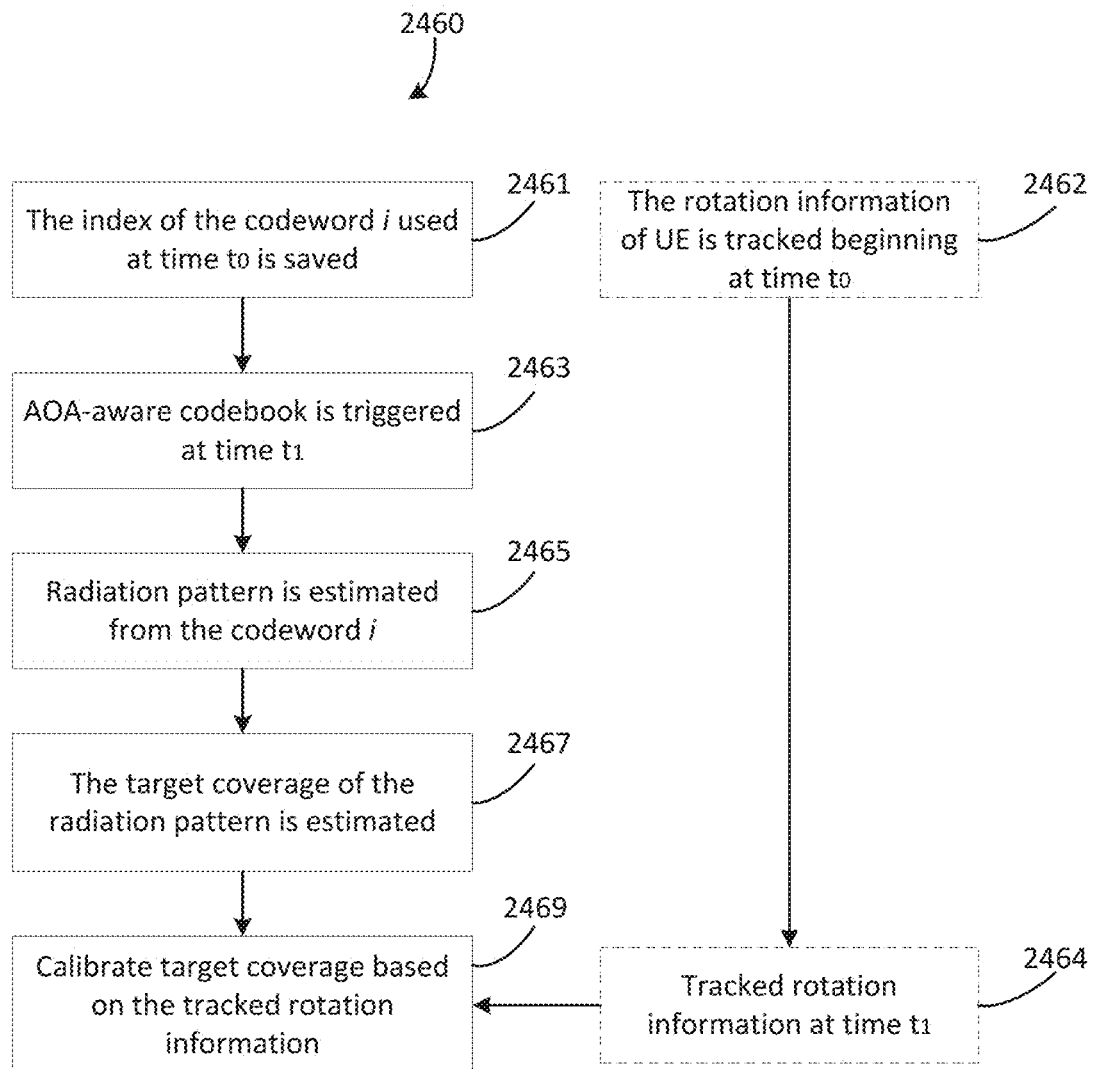 2460
2461
The index of the codeword i used
at time t0 is saved
2462
The rotation information
of UE is tracked beginning
at time t0
2463
AOA-aware codebook is triggered
at time t1
2465
Radiation pattern is estimated
from the codeword i
2467
The target coverage of the
radiation pattern is estimated
2469
Calibrate target coverage based
on the tracked rotation
information
2464
Tracked rotation
information at time t1